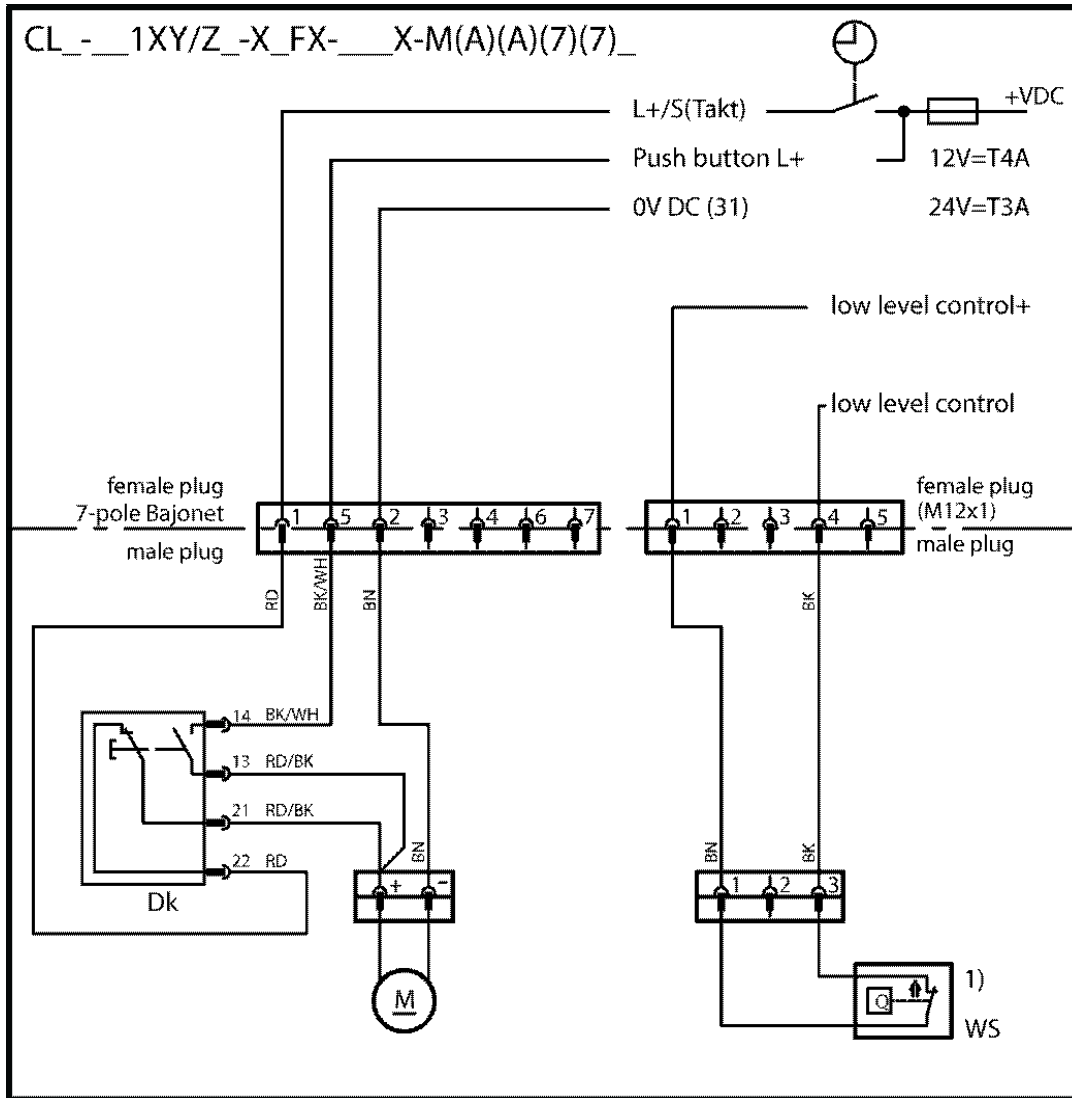 CL_-__1XY/Z_-X_FX-___X-M(A)(A)(7)(7)_
L+/S(Takt)
+VDC
Push button L+
12V=T4A
0V DC (31)
24V=T3A
low level control+
low level control
female plug
7-pole Bajonet
male plug
1 5 2 3 4 6 7
1 2 3 4 5
female plug
(M12x1)
male plug
RD
BK/WH
BN
BK
14 BK/WH
13 RD/BK
21 RD/BK
22 RD
Dk
BN
+ -
M
BN
BK
1 2 3
Q
1)
WS